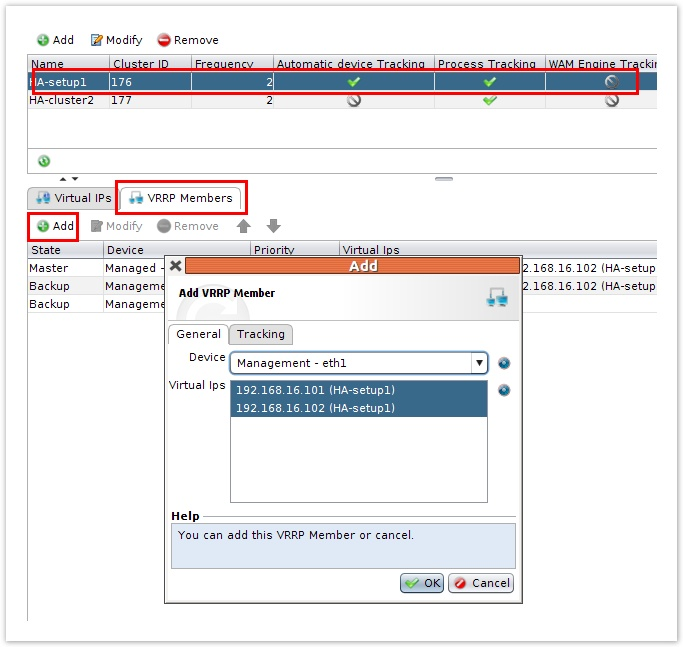 Add Modify Remove
Name Cluster ID Frequency Automatic device Tracking Process Tracking WAM Engine Trackin
HA-setup1 176 2
HA-cluster2 177 2
Virtual IPs VRRP Members
Add Modify Remove
State Device Priority Virtual Ips
Master Managed - 2.168.16.102 (HA-setup
Backup Manageme 2.168.16.102 (HA-setup
Backup Manageme
Add
Add VRRP Member
General Tracking
Device Management - eth1
Virtual Ips 192.168.16.101 (HA-setup1)
192.168.16.102 (HA-setup1)
Help
You can add this VRRP Member or cancel.
OK Cancel